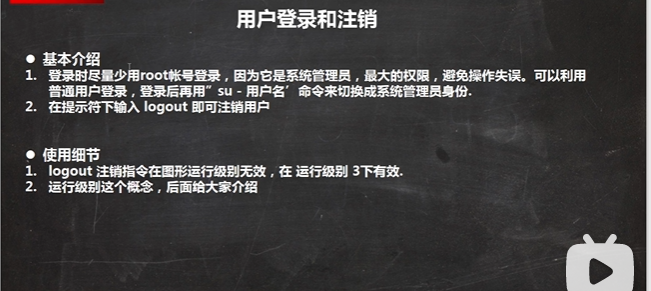 用户登录和注销
● 基本介绍
1. 登录时尽量少用root帐号登录，因为它是系统管理员，最大的权限，避免操作失误。可以利用
普通用户登录，登录后再用”su - 用户名’命令来切换成系统管理员身份.
2. 在提示符下输入 logout 即可注销用户
● 使用细节
1. logout 注销指令在图形运行级别无效，在 运行级别 3下有效.
2. 运行级别这个概念，后面给大家介绍